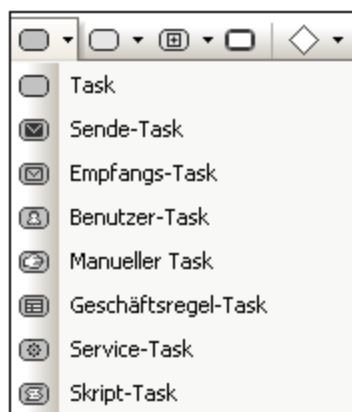 Task
Sende-Task
Empfangs-Task
Benutzer-Task
Manueller Task
Geschäftsregel-Task
Service-Task
Skript-Task